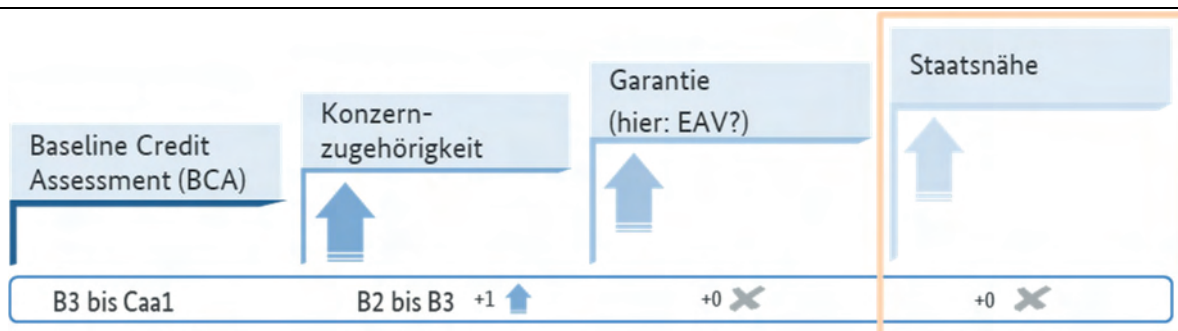 Baseline Credit
Assessment (BCA)
Konzern-
zugehörigkeit
Garantie
(hier: EAV?)
Staatsnähe
B3 bis Caa1
B2 bis B3 +1
+0
+0